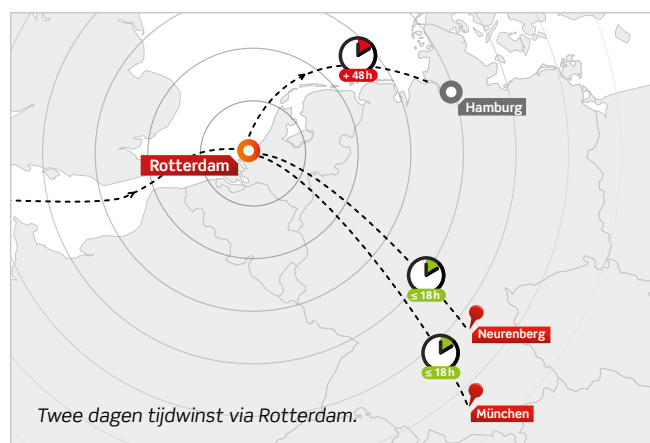 + 48 h
Hamburg
Rotterdam
≤ 18 h
Neurenberg
≤ 18 h
München
Twee dagen tijdwinst via Rotterdam.